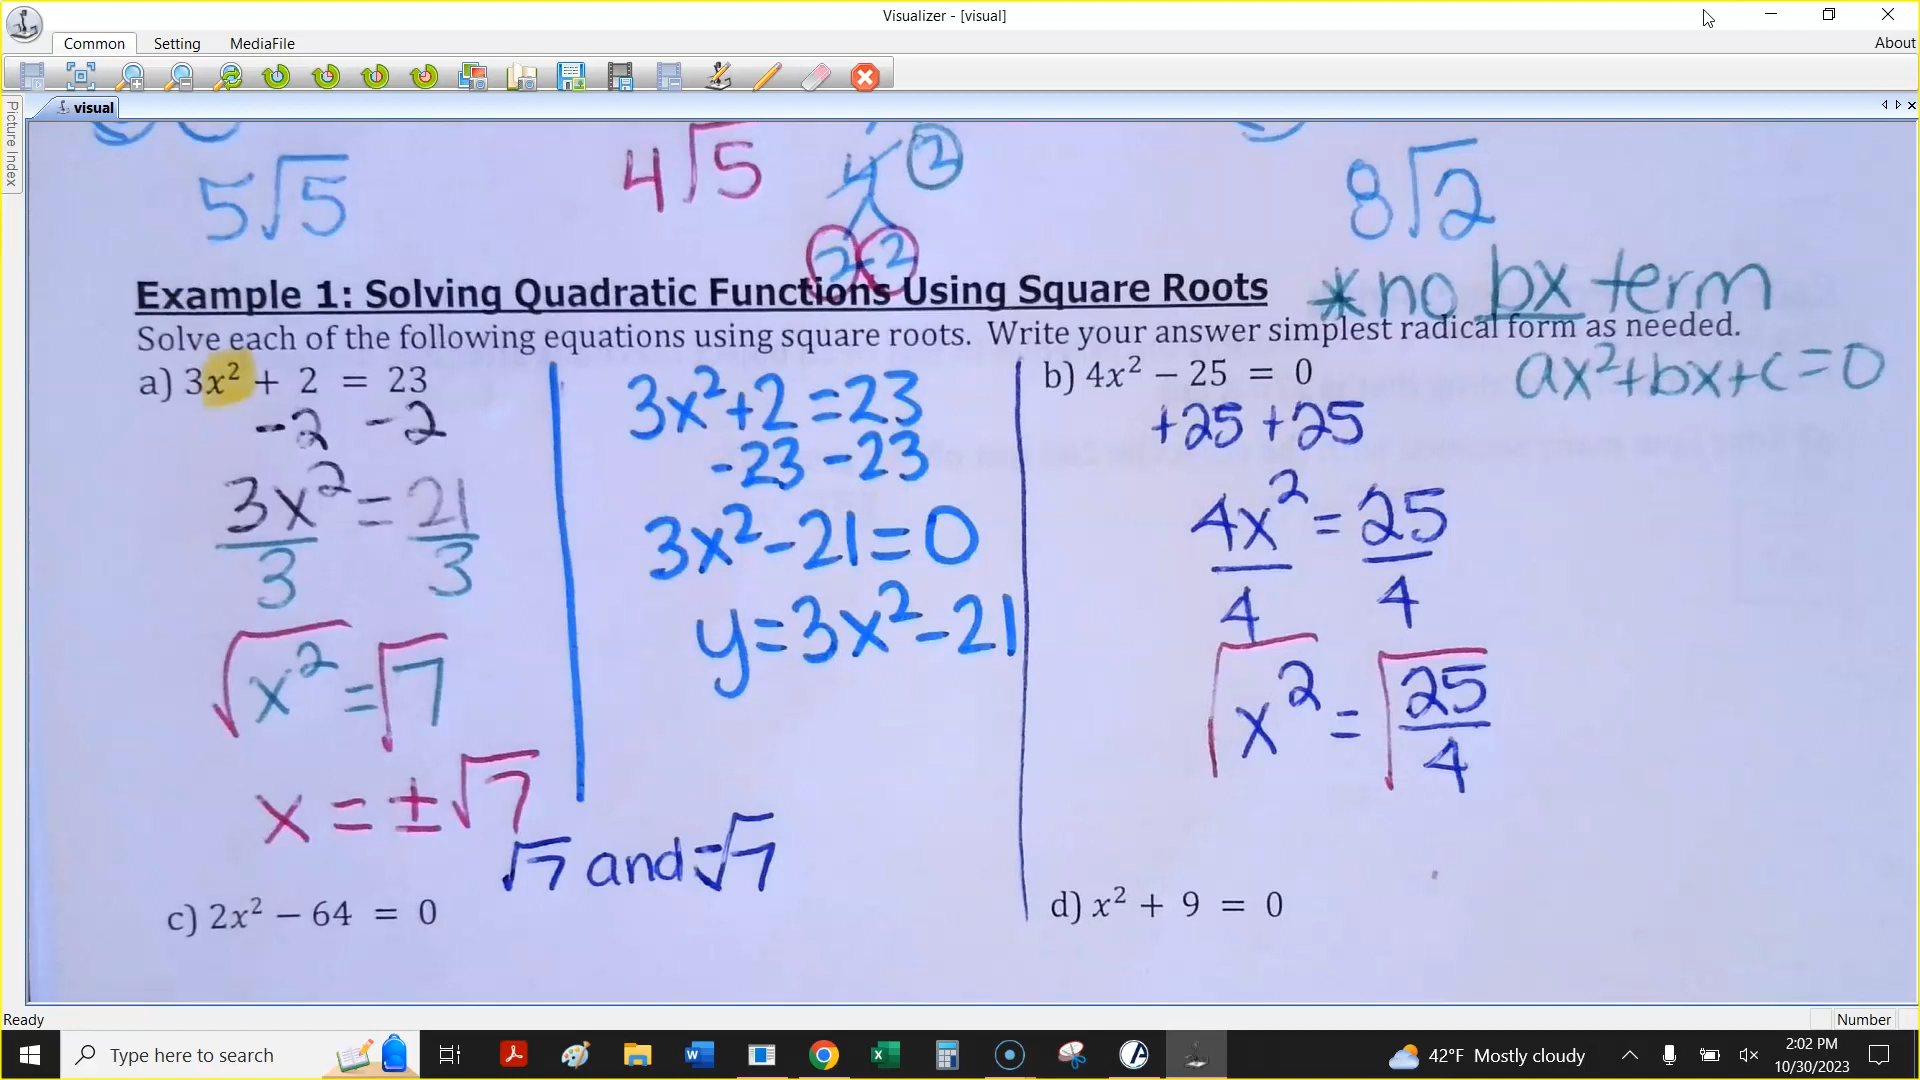 Visualizer - [visual]
Common Setting MediaFile
About
Picture Index
visual
5√5
4√5
4 2
2 2
8√2
Example 1: Solving Quadratic Functions Using Square Roots
*no bx term
Solve each of the following equations using square roots. Write your answer simplest radical form as needed.
ax²+bx+c=0
a) 3x² + 2 = 23
-2 -2
3x² = 21
3 3
√x² = √7
x = ±√7
√7 and -√7
3x²+2=23
-23 -23
3x²-21=0
y=3x²-21
b) 4x² − 25 = 0
+25 +25
4x² = 25
4 4
√x² = √25/4
c) 2x² − 64 = 0
d) x² + 9 = 0
Ready
Number
Type here to search
42°F Mostly cloudy
2:02 PM
10/30/2023